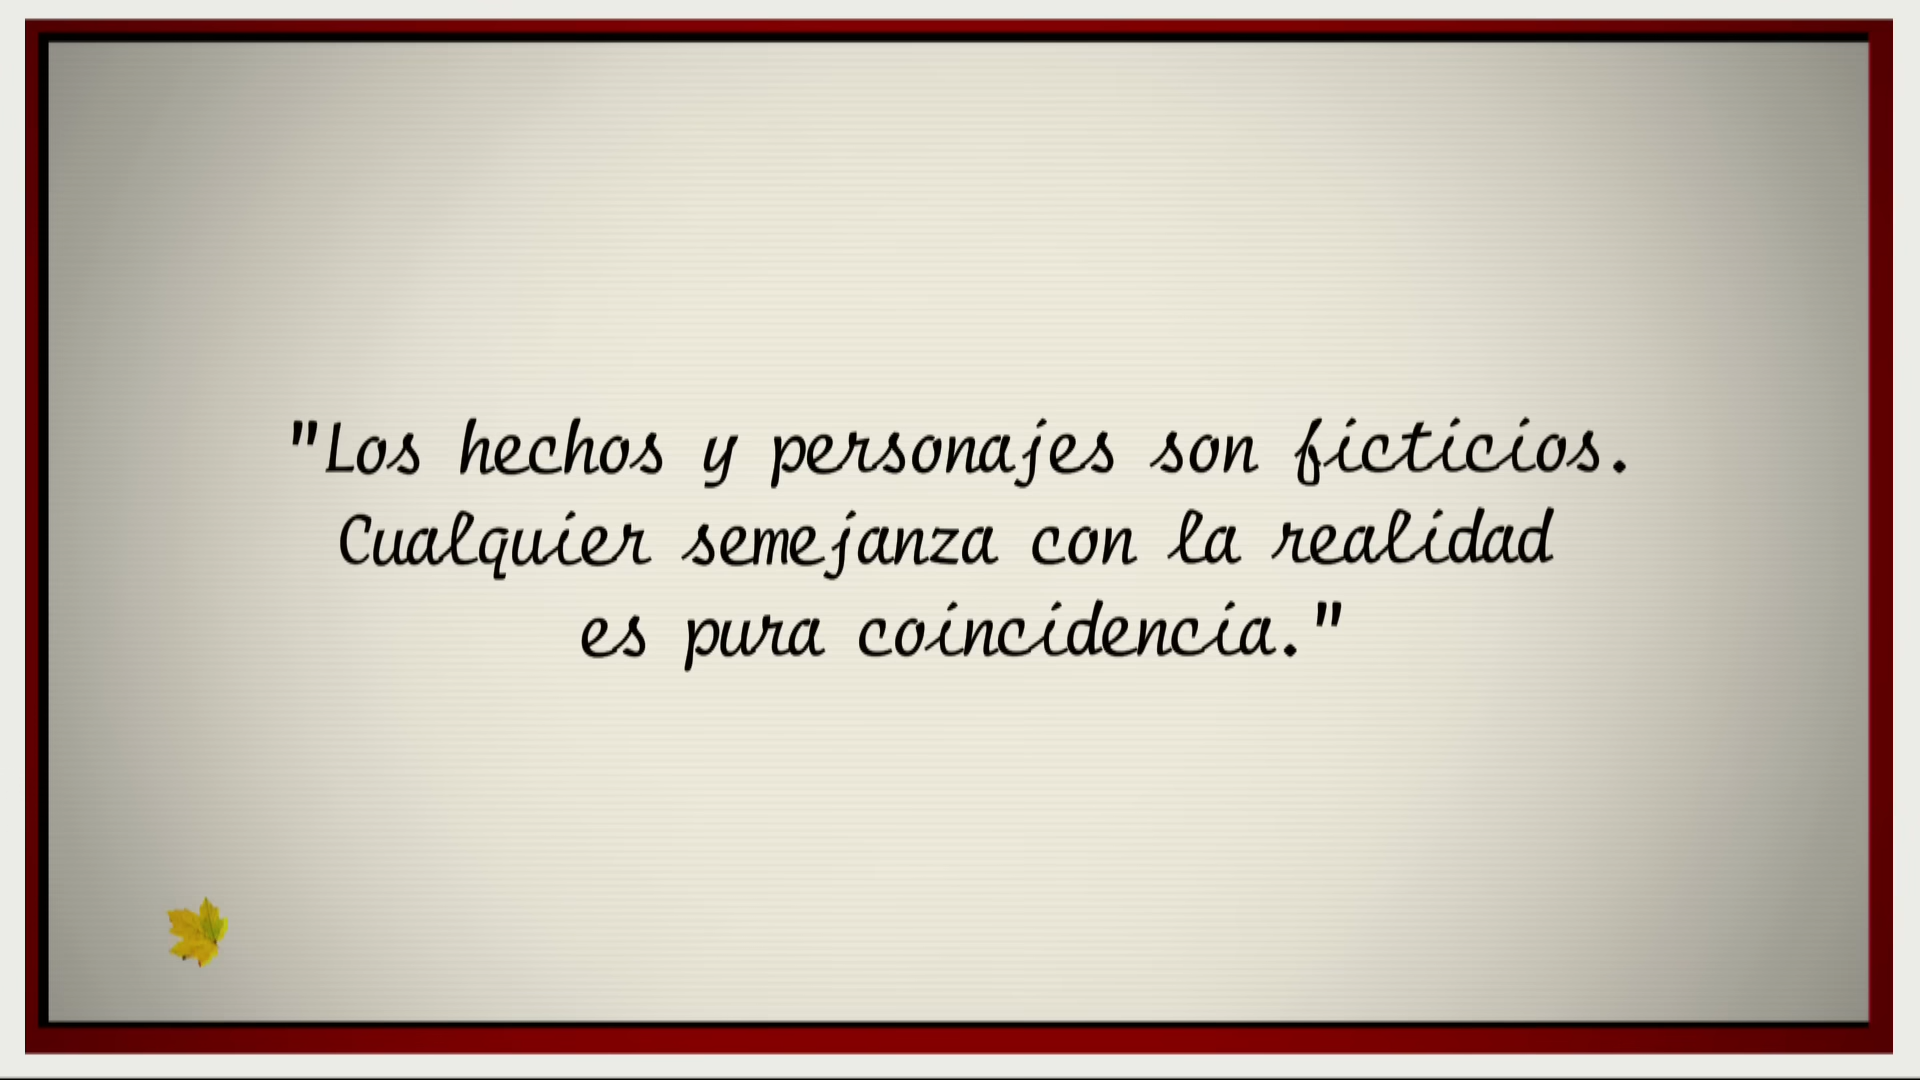 "Los hechos y personajes son ficticios.
Cualquier semejanza con la realidad
es pura coincidencia."